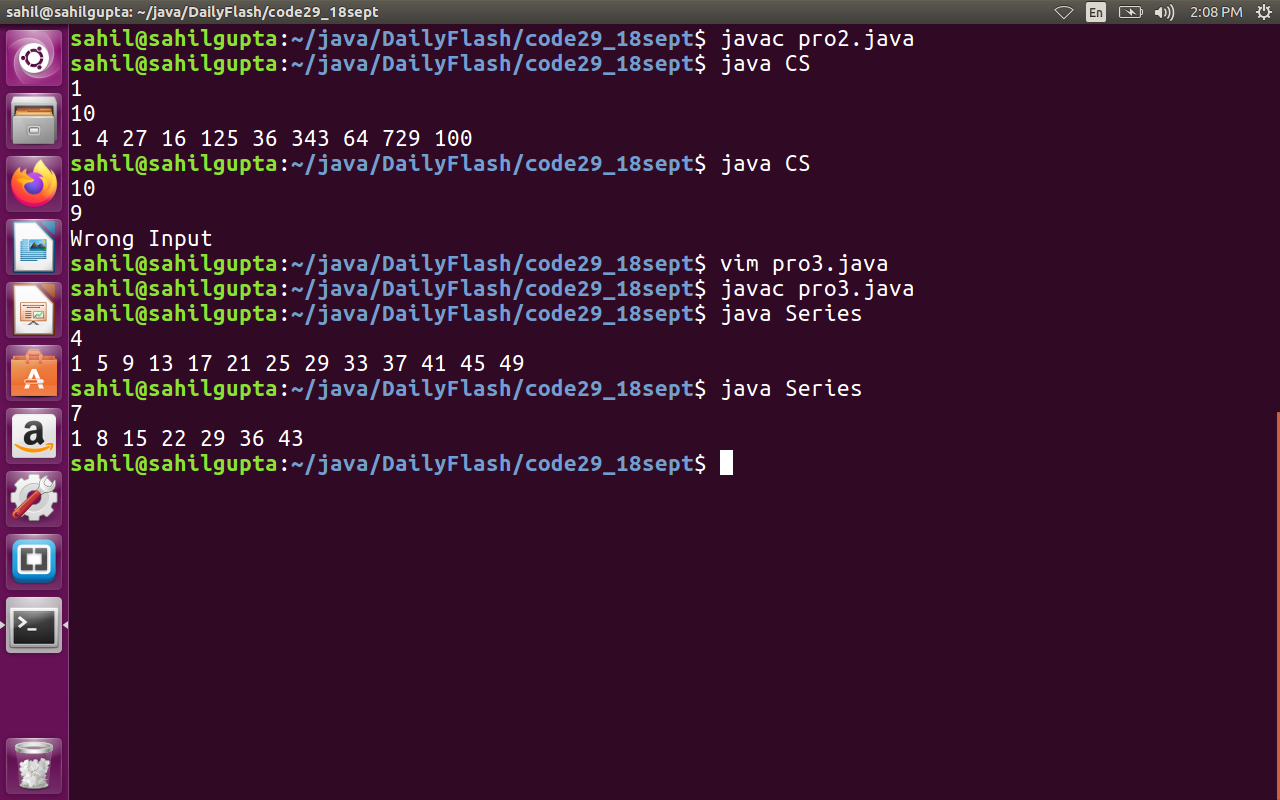 sahil@sahilgupta: ~/java/DailyFlash/code29_18sept En 2:08 PM
sahil@sahilgupta:~/java/DailyFlash/code29_18sept$ javac pro2.java
sahil@sahilgupta:~/java/DailyFlash/code29_18sept$ java CS
1
10
1 4 27 16 125 36 343 64 729 100
sahil@sahilgupta:~/java/DailyFlash/code29_18sept$ java CS
10
9
Wrong Input
sahil@sahilgupta:~/java/DailyFlash/code29_18sept$ vim pro3.java
sahil@sahilgupta:~/java/DailyFlash/code29_18sept$ javac pro3.java
sahil@sahilgupta:~/java/DailyFlash/code29_18sept$ java Series
4
1 5 9 13 17 21 25 29 33 37 41 45 49
sahil@sahilgupta:~/java/DailyFlash/code29_18sept$ java Series
7
1 8 15 22 29 36 43
sahil@sahilgupta:~/java/DailyFlash/code29_18sept$